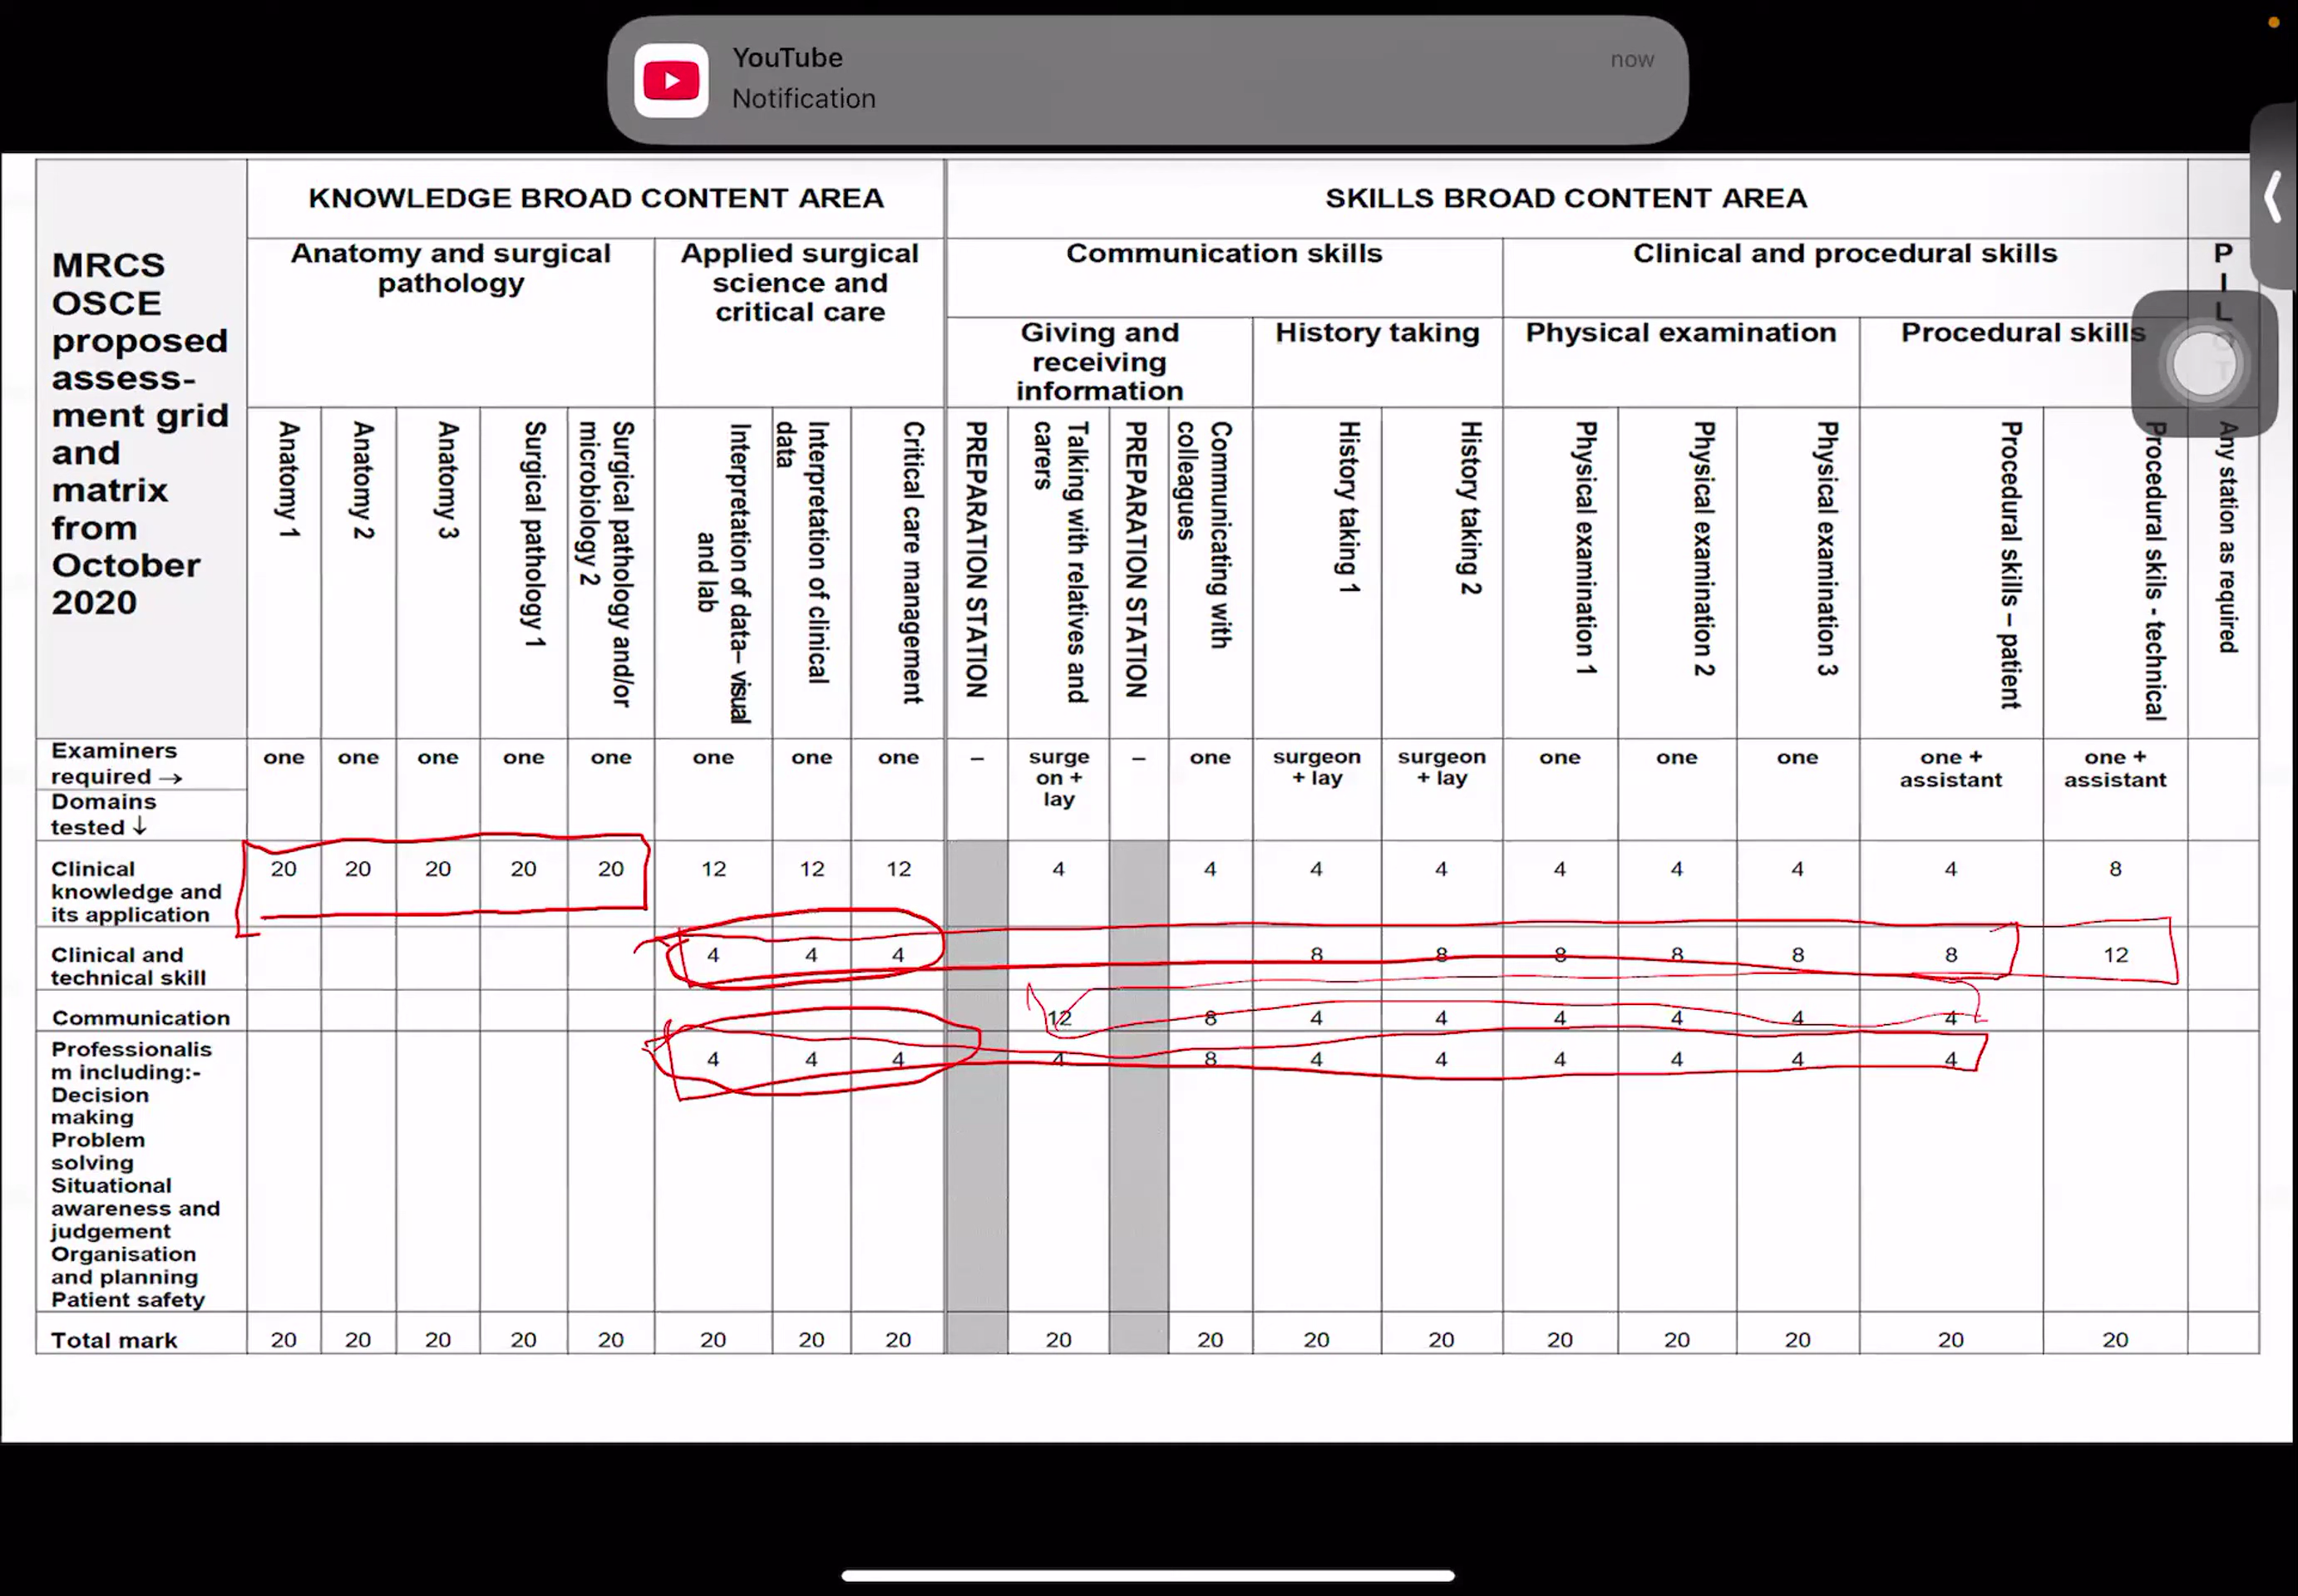 YouTube
now
Notification
MRCS
OSCE
proposed
assess-
ment grid
and
matrix
from
October
2020
KNOWLEDGE BROAD CONTENT AREA
SKILLS BROAD CONTENT AREA
Anatomy and surgical
pathology
Applied surgical
science and
critical care
Communication skills
Clinical and procedural skills
P
I
L
Giving and
receiving
information
History taking
Physical examination
Procedural skills
Anatomy 1
Anatomy 2
Anatomy 3
Surgical pathology 1
Surgical pathology and/or
microbiology 2
Interpretation of data– visual
and lab
Interpretation of clinical
data
Critical care management
PREPARATION STATION
Talking with relatives and
carers
PREPARATION STATION
Communicating with
colleagues
History taking 1
History taking 2
Physical examination 1
Physical examination 2
Physical examination 3
Procedural skills – patient
Procedural skills - technical
Any station as required
Examiners
required →
one one one one one one one one – surge
on +
lay
– one surgeon
+ lay
surgeon
+ lay
one one one one +
assistant
one +
assistant
Domains
tested ↓
Clinical
knowledge and
its application
20 20 20 20 20 12 12 12 4 4 4 4 4 4 4 4 8
Clinical and
technical skill
4 4 4 8 8 8 8 8 8 12
Communication
12 8 4 4 4 4 4 4
Professionalis
m including:-
Decision
making
Problem
solving
Situational
awareness and
judgement
Organisation
and planning
Patient safety
4 4 4 4 8 4 4 4 4 4 4
Total mark
20 20 20 20 20 20 20 20 20 20 20 20 20 20 20 20 20